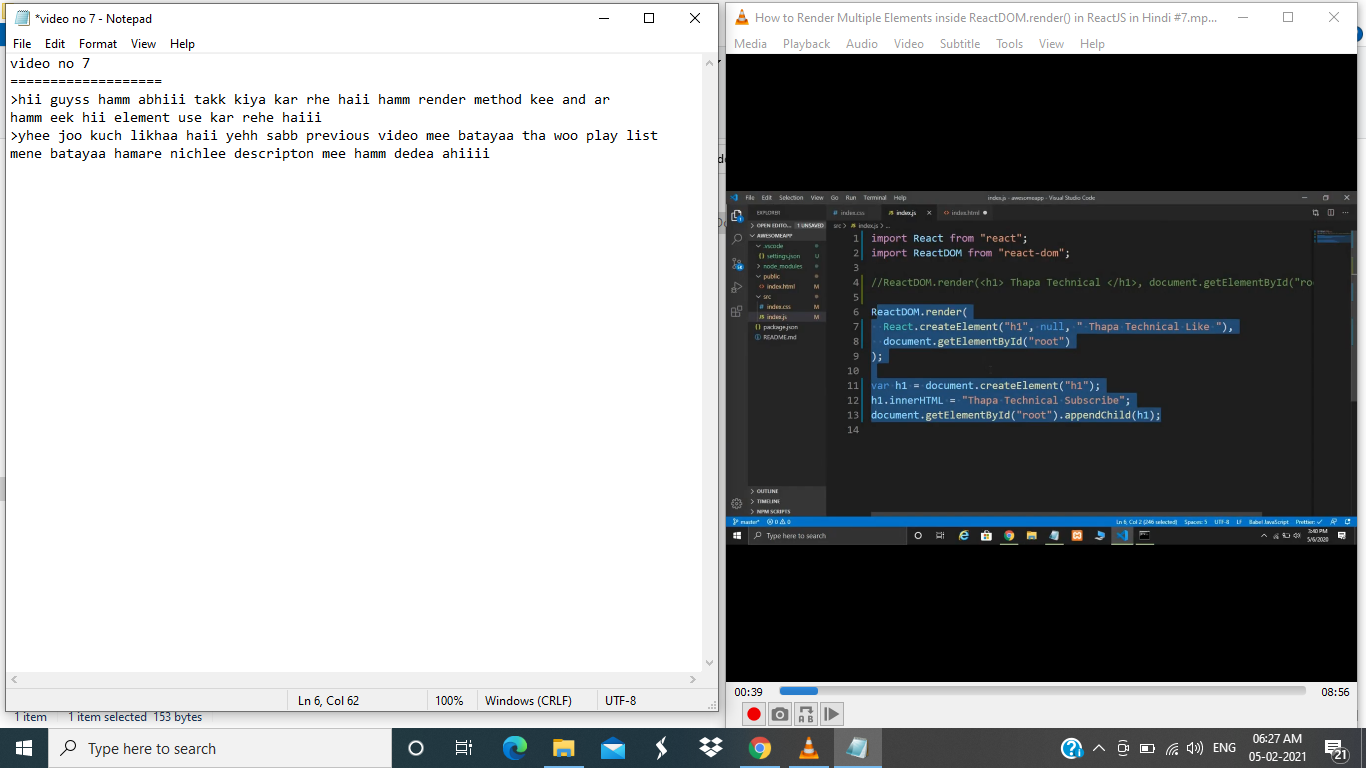 *video no 7 - Notepad
File Edit Format View Help
video no 7
===================
>hii guyss hamm abhiii takk kiya kar rhe haii hamm render method kee and ar
hamm eek hii element use kar rehe haiii
>yhee joo kuch likhaa haii yehh sabb previous video mee batayaa tha woo play list
mene batayaa hamare nichlee descripton mee hamm dedea ahiiii
Ln 6, Col 62 100% Windows (CRLF) UTF-8
1 item 1 item selected 153 bytes
How to Render Multiple Elements inside ReactDOM.render() in ReactJS in Hindi #7.mp...
Media Playback Audio Video Subtitle Tools View Help
File Edit Selection View Go Run Terminal Help
index.js - awesomeapp - Visual Studio Code
EXPLORER
OPEN EDITO... 1 UNSAVED
AWESOMEAPP
.vscode
settings.json U
node_modules
public
index.html M
src
index.css M
index.js M
package.json
README.md
OUTLINE
TIMELINE
NPM SCRIPTS
index.css index.js index.html
src > index.js > ...
1 import React from "react";
2 import ReactDOM from "react-dom";
3
4 //ReactDOM.render(<h1> Thapa Technical </h1>, document.getElementById("ro
5
6 ReactDOM.render(
7 React.createElement("h1", null, " Thapa Technical Like "),
8 document.getElementById("root")
9 );
10
11 var h1 = document.createElement("h1");
12 h1.innerHTML = "Thapa Technical Subscribe";
13 document.getElementById("root").appendChild(h1);
14
master* 0 0 Ln 6, Col 2 (246 selected) Spaces: 5 UTF-8 LF Babel JavaScript Prettier: ✓
Type here to search
3:40 PM
5/6/2020
00:39 08:56
Type here to search
ENG
06:27 AM
05-02-2021
21